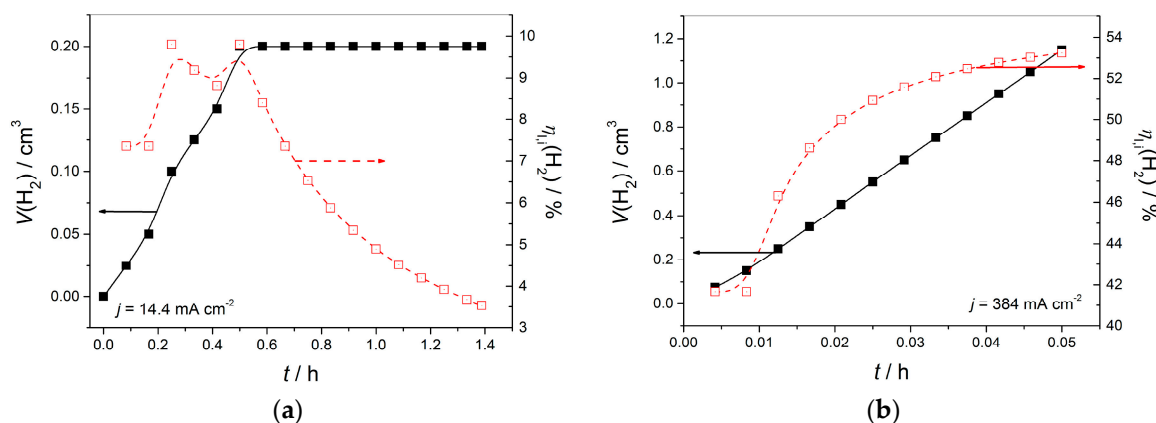 0.20
0.15
0.10
0.05
0.00
V(H₂) / cm³
10
9
8
7
6
5
4
3
η_I,i(H₂) / %
j = 14.4 mA cm⁻²
0.0 0.2 0.4 0.6 0.8 1.0 1.2 1.4
t / h
(a)
1.2
1.0
0.8
0.6
0.4
0.2
0.0
V(H₂) / cm³
54
52
50
48
46
44
42
40
η_I,i(H₂) / %
j = 384 mA cm⁻²
0.00 0.01 0.02 0.03 0.04 0.05
t / h
(b)